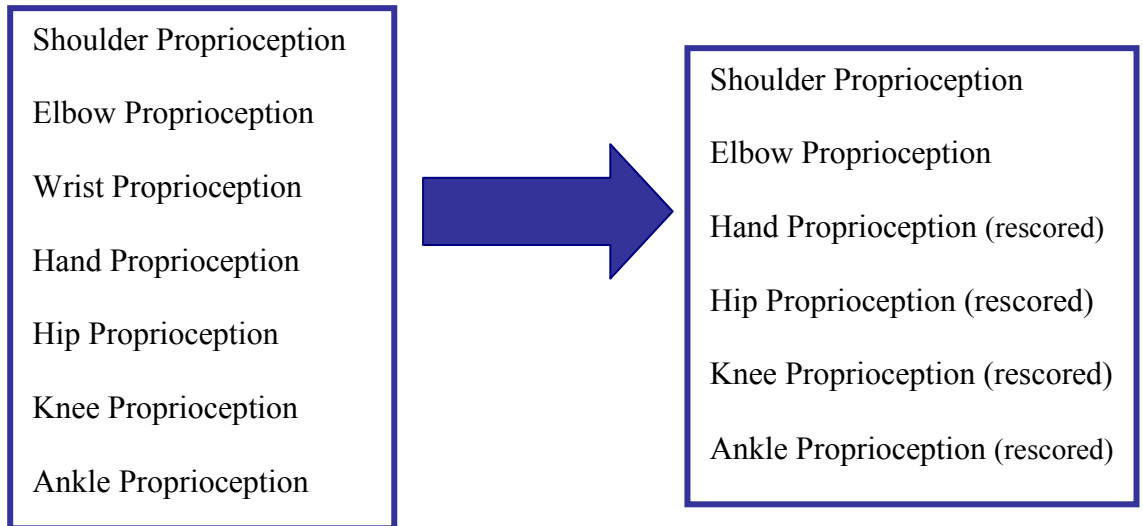 Shoulder Proprioception
Elbow Proprioception
Wrist Proprioception
Hand Proprioception
Hip Proprioception
Knee Proprioception
Ankle Proprioception
Shoulder Proprioception
Elbow Proprioception
Hand Proprioception (rescored)
Hip Proprioception (rescored)
Knee Proprioception (rescored)
Ankle Proprioception (rescored)